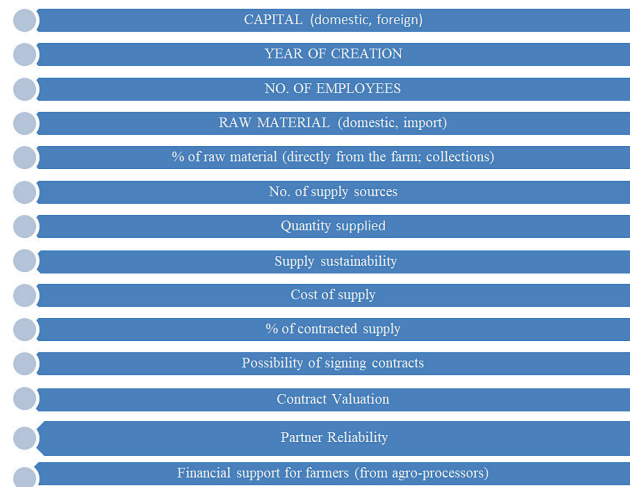 CAPITAL (domestic, foreign)
YEAR OF CREATION
NO. OF EMPLOYEES
RAW MATERIAL (domestic, import)
% of raw material (directly from the farm; collections)
No. of supply sources
Quantity supplied
Supply sustainability
Cost of supply
% of contracted supply
Possibility of signing contracts
Contract Valuation
Partner Reliability
Financial support for farmers (from agro-processors)